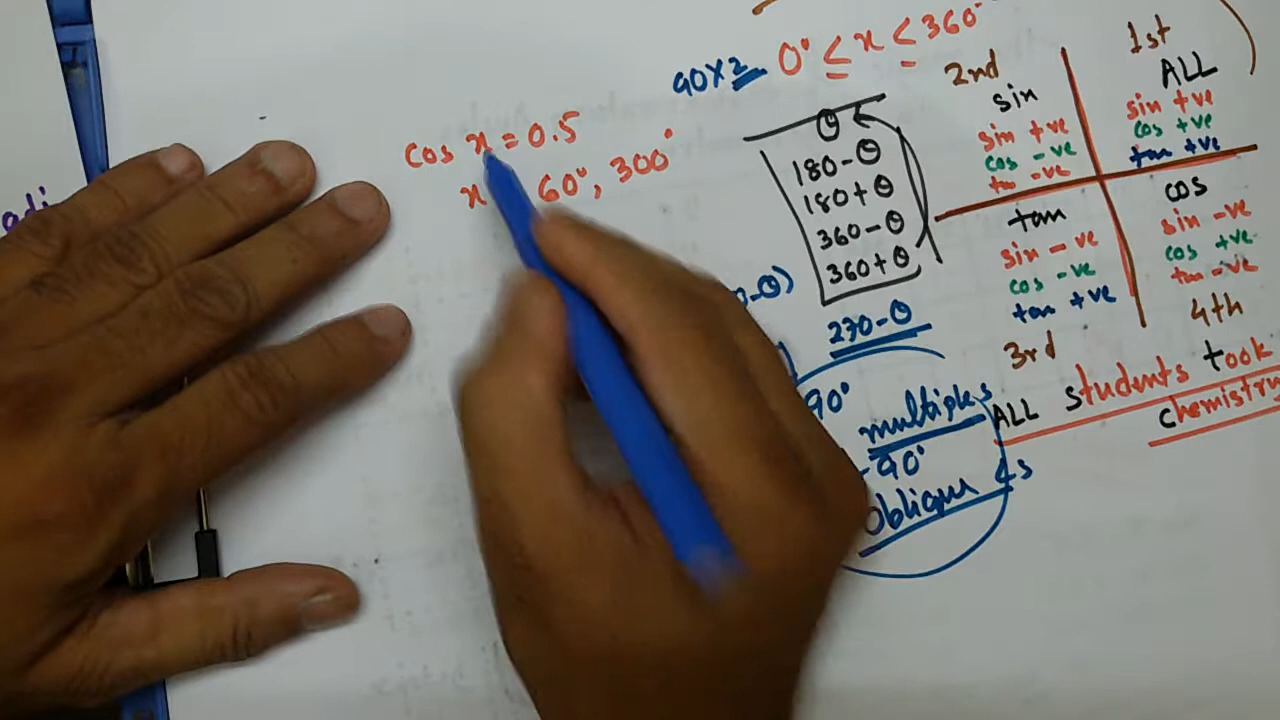 90×2 0° ≤ x ≤ 360°
cos x = 0.5
x 60°, 300°
θ
180-θ
180+θ
360-θ
360+θ
270-θ
-θ)
90°
multiples
-90°
oblique ∠s
2nd
sin
sin +ve
cos -ve
tan -ve
1st
ALL
sin +ve
cos +ve
tan +ve
tan
sin -ve
cos -ve
tan +ve
3rd
cos
sin -ve
cos +ve
tan -ve
4th
ALL students took
chemistry